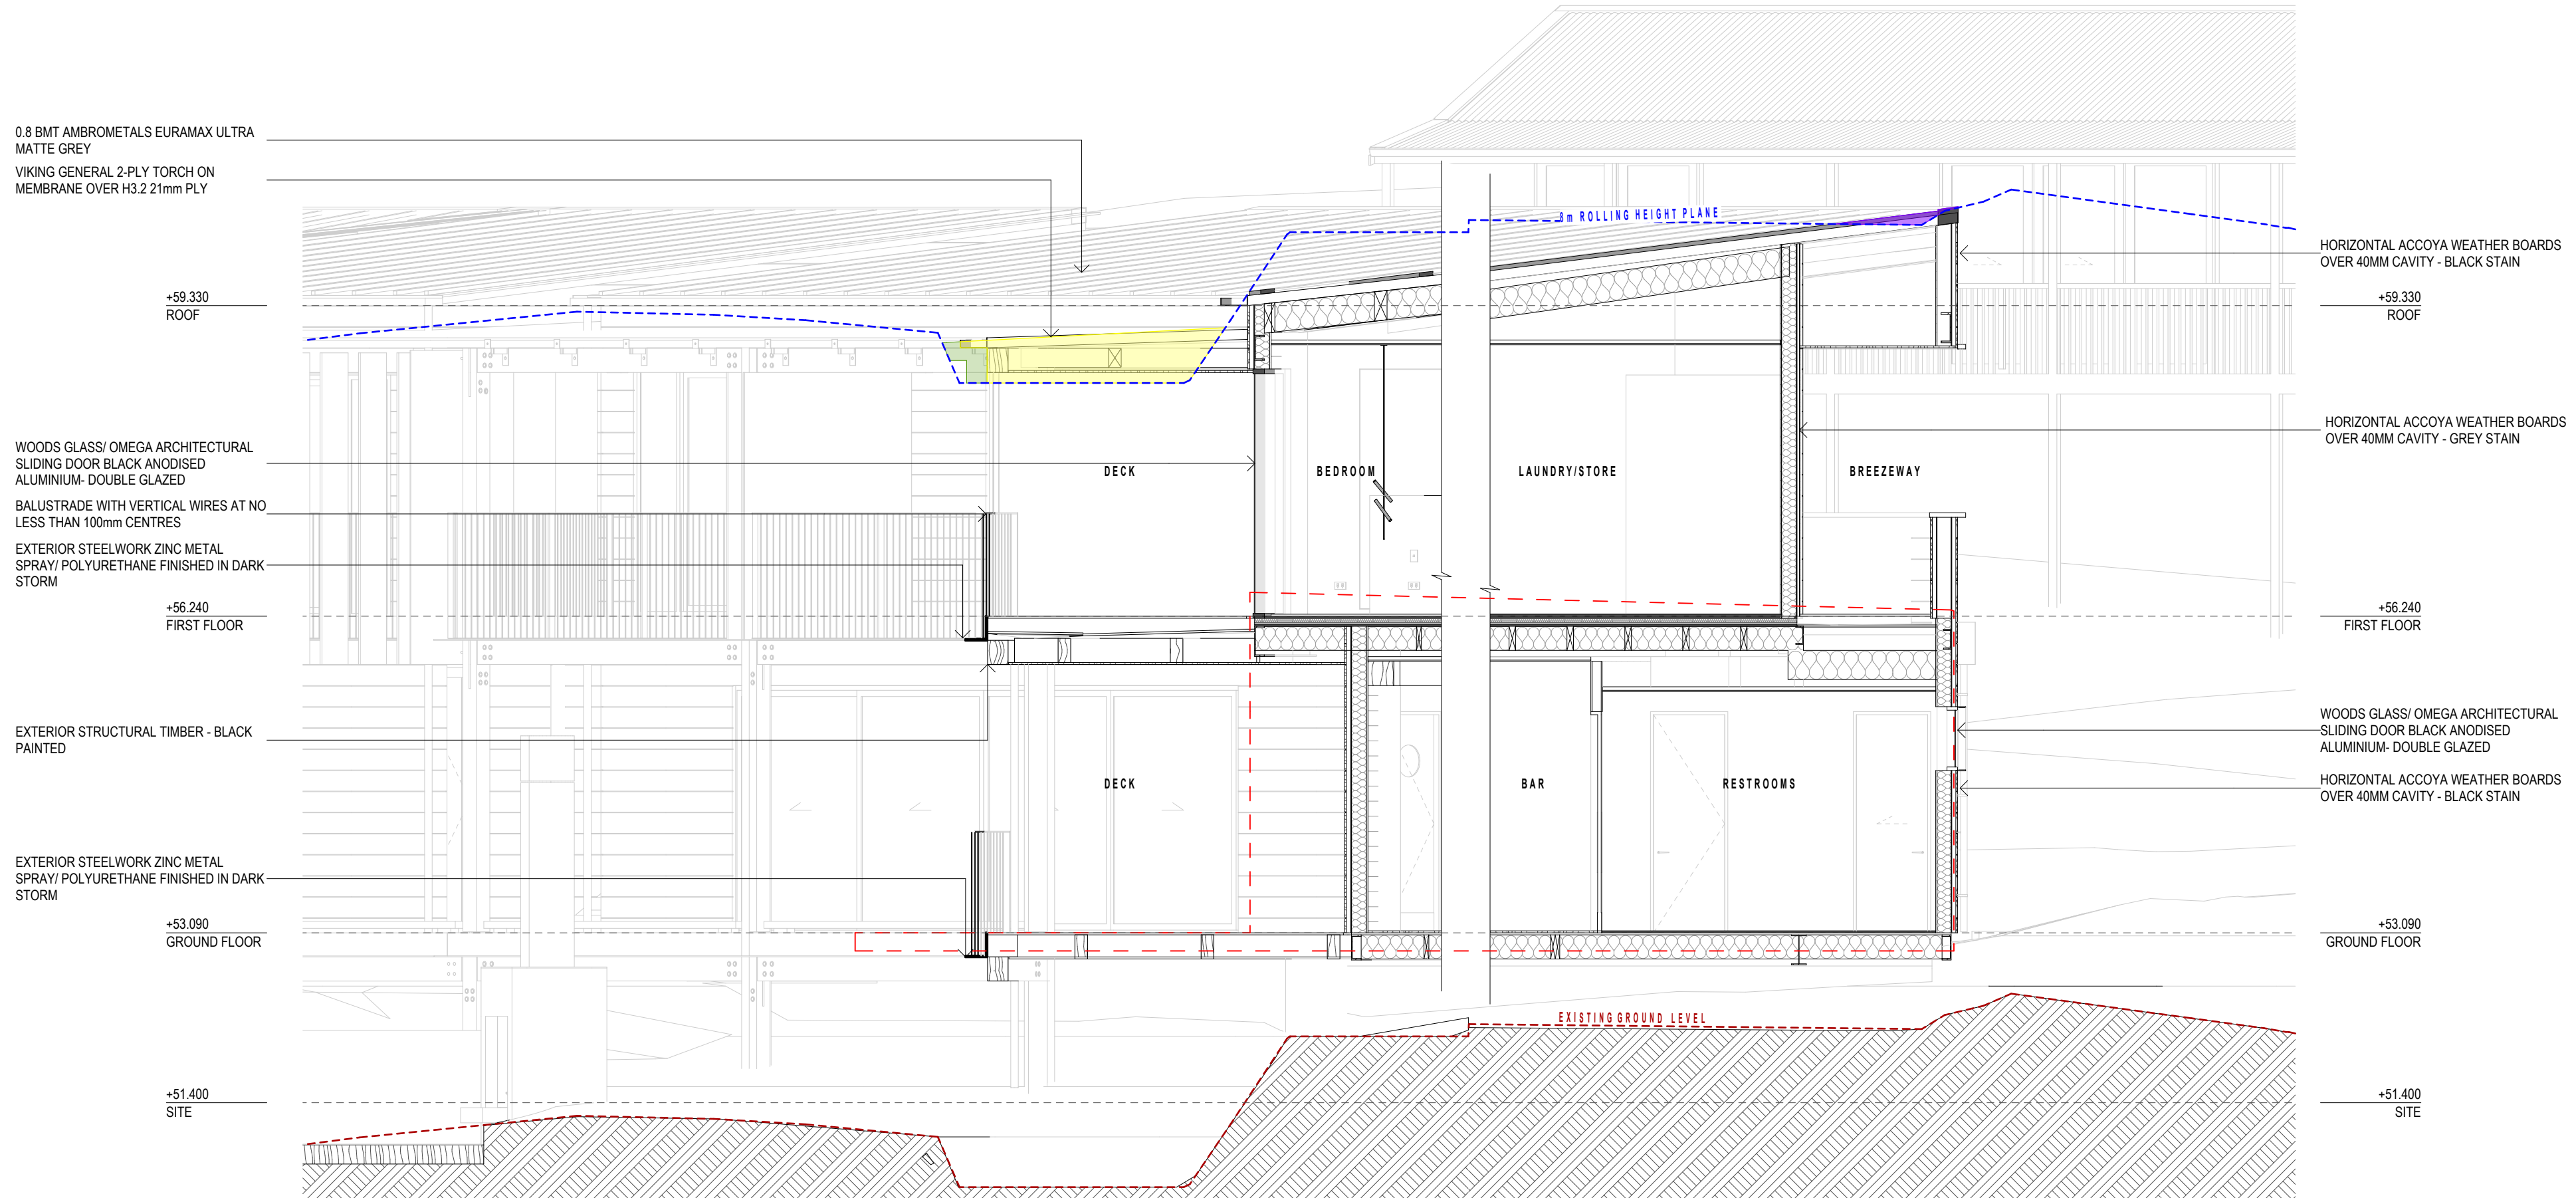 0.8 BMT AMBROMETALS EURAMAX ULTRA
MATTE GREY
VIKING GENERAL 2-PLY TORCH ON
MEMBRANE OVER H3.2 21mm PLY
8m ROLLING HEIGHT PLANE
HORIZONTAL ACCOYA WEATHER BOARDS
OVER 40MM CAVITY - BLACK STAIN
+59.330
ROOF
+59.330
ROOF
HORIZONTAL ACCOYA WEATHER BOARDS
OVER 40MM CAVITY - GREY STAIN
WOODS GLASS/ OMEGA ARCHITECTURAL
SLIDING DOOR BLACK ANODISED
ALUMINIUM- DOUBLE GLAZED
DECK
BEDROOM
LAUNDRY/STORE
BREEZEWAY
BALUSTRADE WITH VERTICAL WIRES AT NO
LESS THAN 100mm CENTRES
EXTERIOR STEELWORK ZINC METAL
SPRAY/ POLYURETHANE FINISHED IN DARK
STORM
+56.240
FIRST FLOOR
+56.240
FIRST FLOOR
EXTERIOR STRUCTURAL TIMBER - BLACK
PAINTED
WOODS GLASS/ OMEGA ARCHITECTURAL
SLIDING DOOR BLACK ANODISED
ALUMINIUM- DOUBLE GLAZED
DECK
BAR
RESTROOMS
HORIZONTAL ACCOYA WEATHER BOARDS
OVER 40MM CAVITY - BLACK STAIN
EXTERIOR STEELWORK ZINC METAL
SPRAY/ POLYURETHANE FINISHED IN DARK
STORM
+53.090
GROUND FLOOR
+53.090
GROUND FLOOR
EXISTING GROUND LEVEL
+51.400
SITE
+51.400
SITE